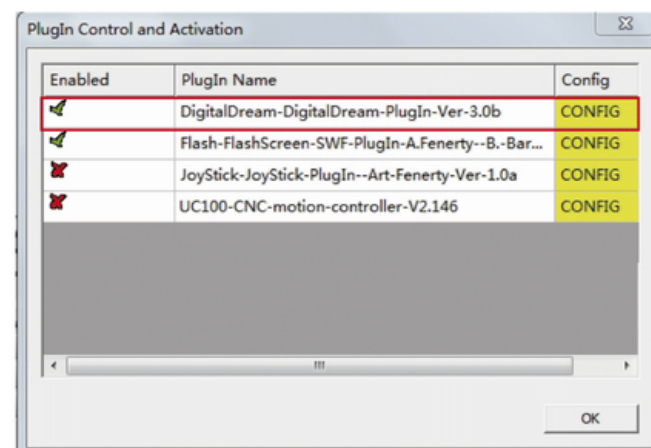 PlugIn Control and Activation
Enabled PlugIn Name Config
DigitalDream-DigitalDream-PlugIn-Ver-3.0b CONFIG
Flash-FlashScreen-SWF-PlugIn-A.Fenerty--B.-Bar... CONFIG
JoyStick-JoyStick-PlugIn--Art-Fenerty-Ver-1.0a CONFIG
UC100-CNC-motion-controller-V2.146 CONFIG
OK